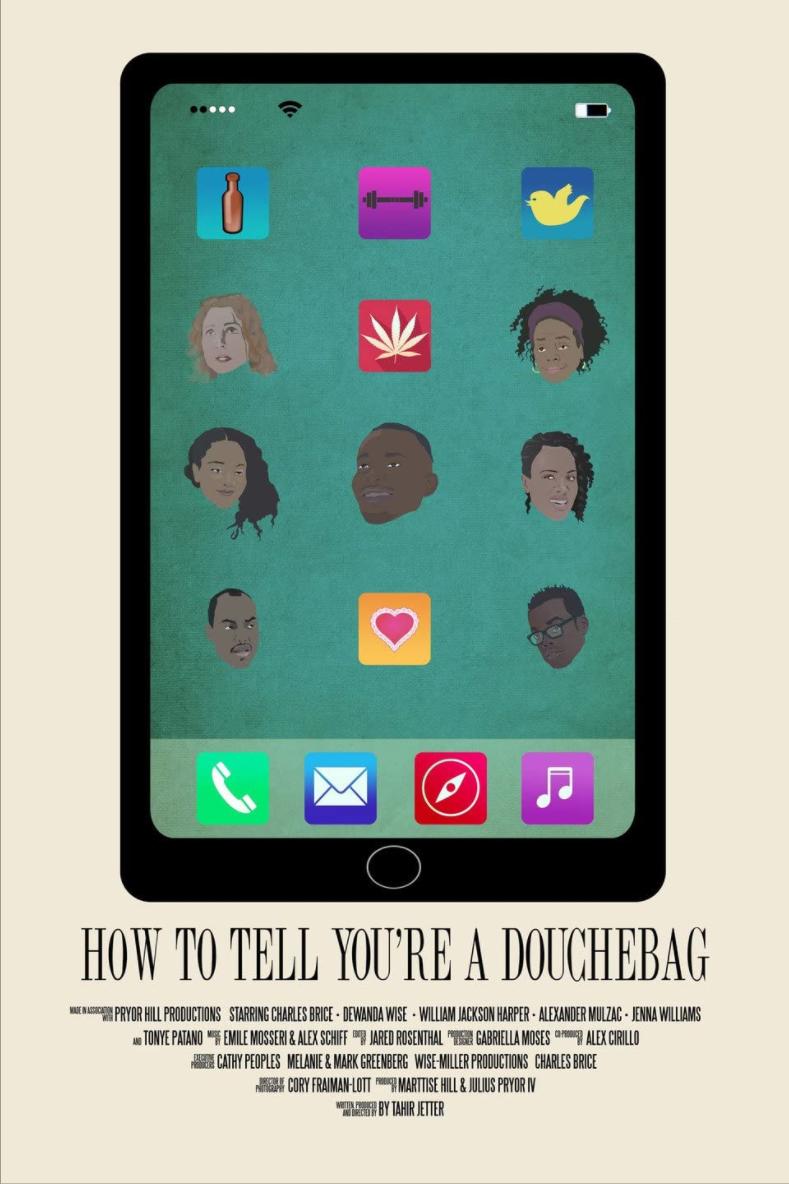 HOW TO TELL YOU'RE A DOUCHEBAG
MADE IN ASSOCIATION WITH PRYOR HILL PRODUCTIONS STARRING CHARLES BRICE · DEWANDA WISE · WILLIAM JACKSON HARPER · ALEXANDER MULZAC · JENNA WILLIAMS
AND TONYE PATANO MUSIC BY EMILE MOSSERI & ALEX SCHIFF EDITED BY JARED ROSENTHAL PRODUCTION DESIGNER GABRIELLA MOSES CO-PRODUCED BY ALEX CIRILLO
EXECUTIVE PRODUCERS CATHY PEOPLES MELANIE & MARK GREENBERG WISE-MILLER PRODUCTIONS CHARLES BRICE
DIRECTOR OF PHOTOGRAPHY CORY FRAIMAN-LOTT PRODUCED BY MARTTISE HILL & JULIUS PRYOR IV
WRITTEN, PRODUCED AND DIRECTED BY BY TAHIR JETTER